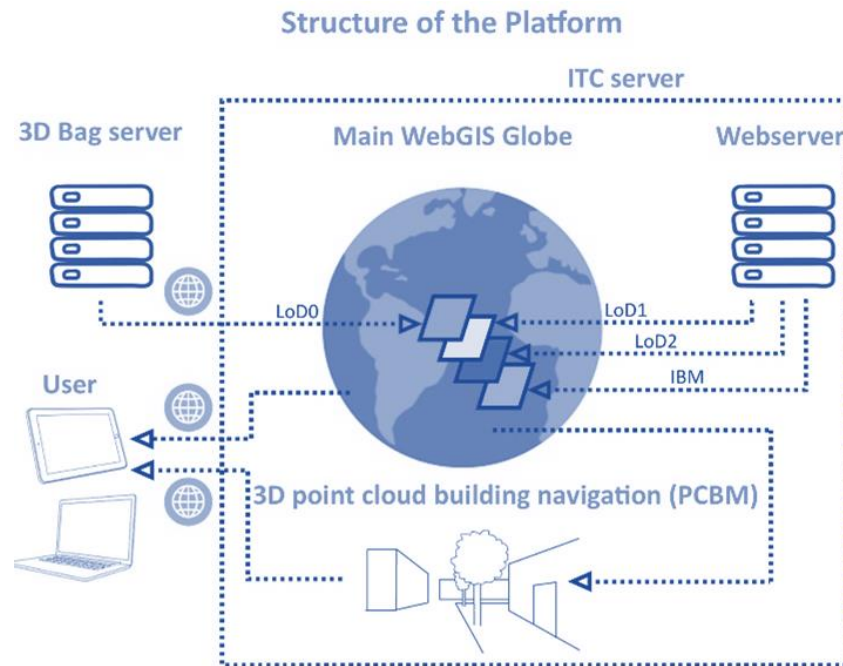 Structure of the Platform
ITC server
3D Bag server
Main WebGIS Globe
Webserver
LoD0
LoD1
LoD2
IBM
User
3D point cloud building navigation (PCBM)